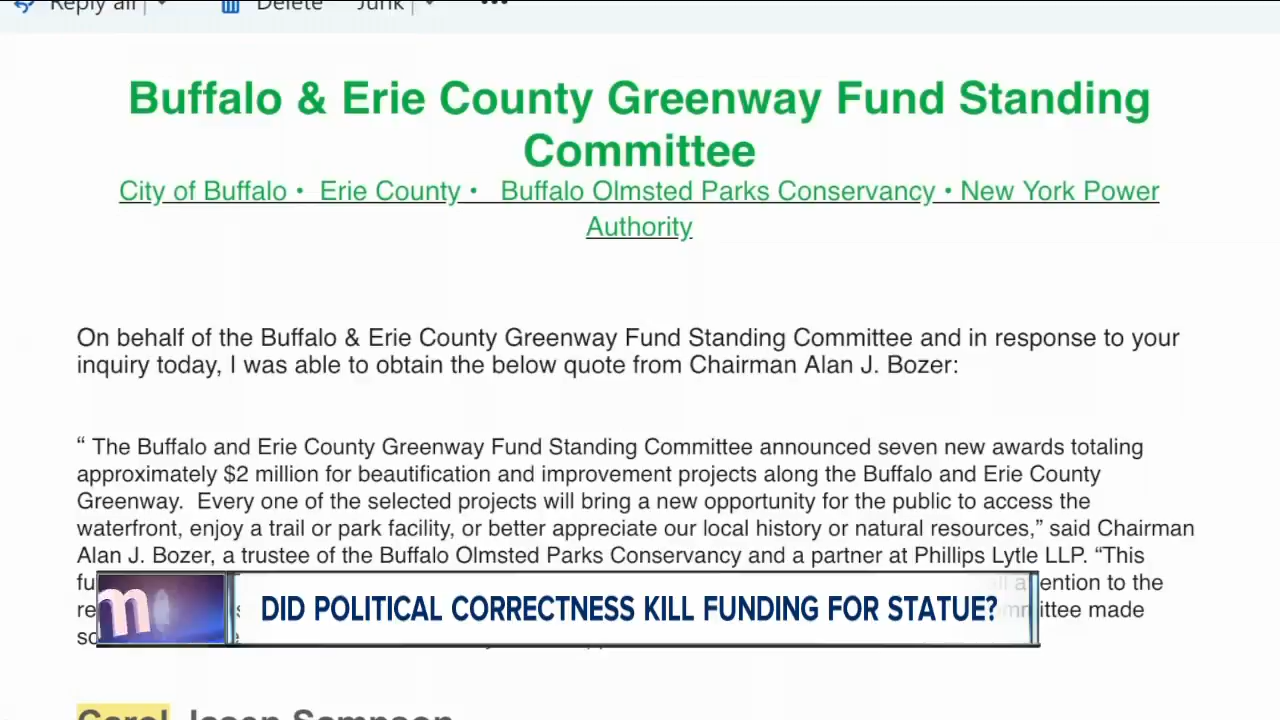 Reply all
Delete
Junk
Buffalo & Erie County Greenway Fund Standing
Committee
City of Buffalo • Erie County • Buffalo Olmsted Parks Conservancy • New York Power
Authority
On behalf of the Buffalo & Erie County Greenway Fund Standing Committee and in response to your
inquiry today, I was able to obtain the below quote from Chairman Alan J. Bozer:
“ The Buffalo and Erie County Greenway Fund Standing Committee announced seven new awards totaling
approximately $2 million for beautification and improvement projects along the Buffalo and Erie County
Greenway. Every one of the selected projects will bring a new opportunity for the public to access the
waterfront, enjoy a trail or park facility, or better appreciate our local history or natural resources,” said Chairman
Alan J. Bozer, a trustee of the Buffalo Olmsted Parks Conservancy and a partner at Phillips Lytle LLP. “This
attention to the
made
m
DID POLITICAL CORRECTNESS KILL FUNDING FOR STATUE?
Carol Jason Sampson